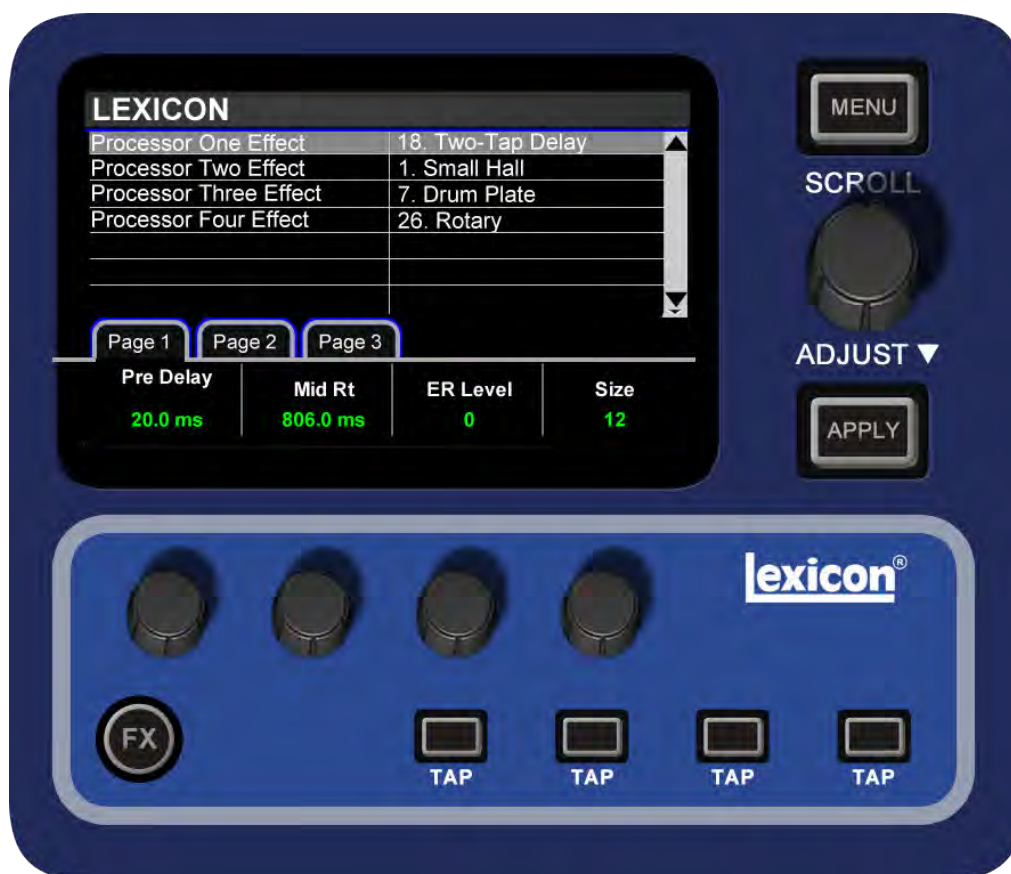 LEXICON
Processor One Effect 18. Two-Tap Delay
Processor Two Effect 1. Small Hall
Processor Three Effect 7. Drum Plate
Processor Four Effect 26. Rotary
Page 1 Page 2 Page 3
Pre Delay Mid Rt ER Level Size
20.0 ms 806.0 ms 0 12
MENU
SCROLL
ADJUST ▼
APPLY
lexicon®
FX
TAP TAP TAP TAP